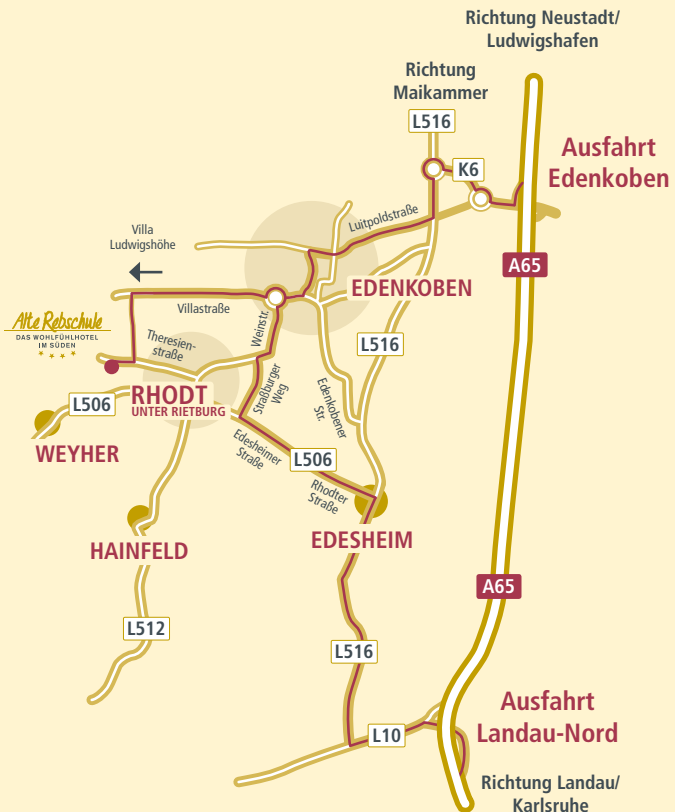 Richtung Neustadt/
Ludwigshafen
Richtung
Maikammer
L516
Ausfahrt
Edenkoben
K6
Luitpoldstraße
Villa
Ludwigshöhe
A65
EDENKOBEN
Villastraße
Weinstr.
Alte Rebschule
DAS WOHLFÜHLHOTEL
IM SÜDEN
Theresien-
straße
L516
Straßburger
Weg
Edenkobener
Str.
RHODT
UNTER RIETBURG
L506
WEYHER
Edesheimer
Straße
L506
Rhodter
Straße
EDESHEIM
HAINFELD
A65
L512
L516
Ausfahrt
Landau-Nord
L10
Richtung Landau/
Karlsruhe